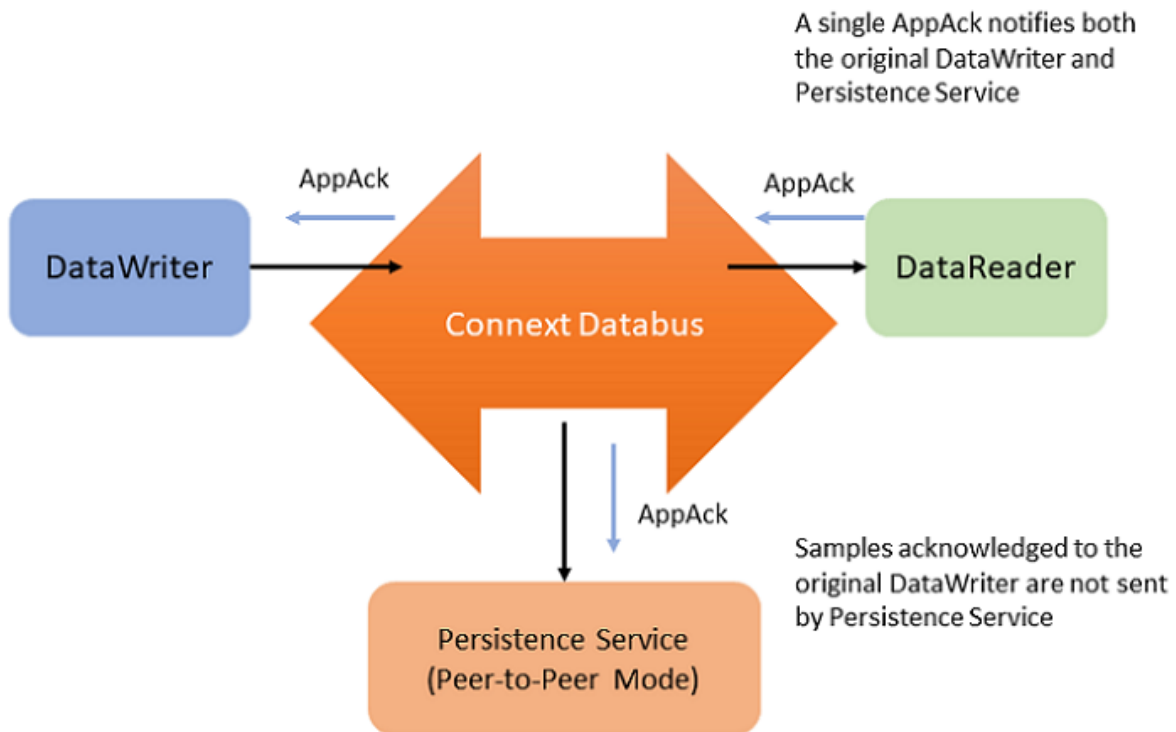 A single AppAck notifies both
the original DataWriter and
Persistence Service
AppAck
AppAck
DataWriter
DataReader
Connext Databus
AppAck
Samples acknowledged to the
original DataWriter are not sent
by Persistence Service
Persistence Service
(Peer-to-Peer Mode)